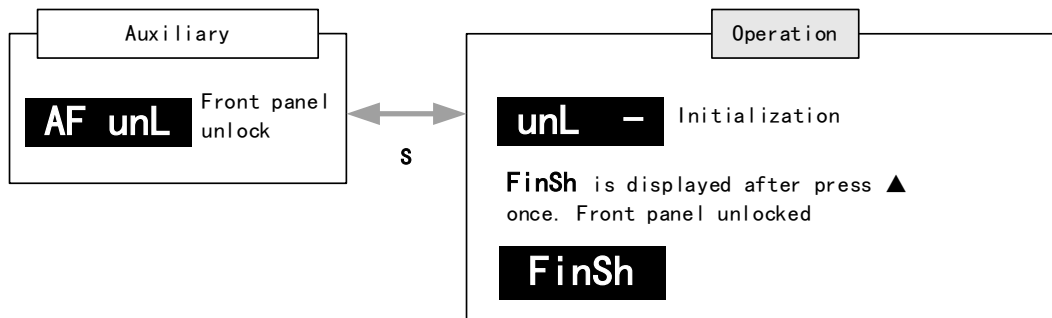 Auxiliary
AF unL
Front panel
unlock
S
Operation
unL -
Initialization
FinSh is displayed after press ▲
once. Front panel unlocked
FinSh